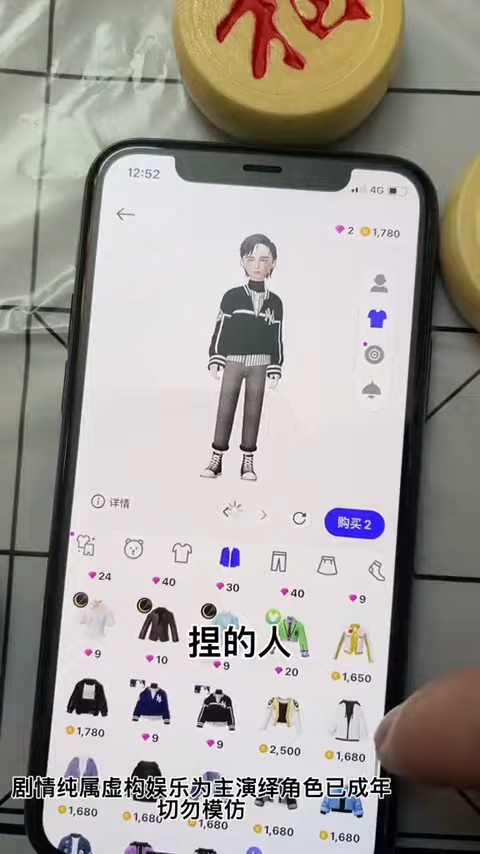 福
12:52
4G
2 1,780
详情
购买 2
24 40 30 40 9
9 10 9 20 1,650
捏的人
1,780 9 9 2,500 1,680
剧情纯属虚构娱乐为主演绎角色已成年
切勿模仿
1,680 1,680 1,680 1,680